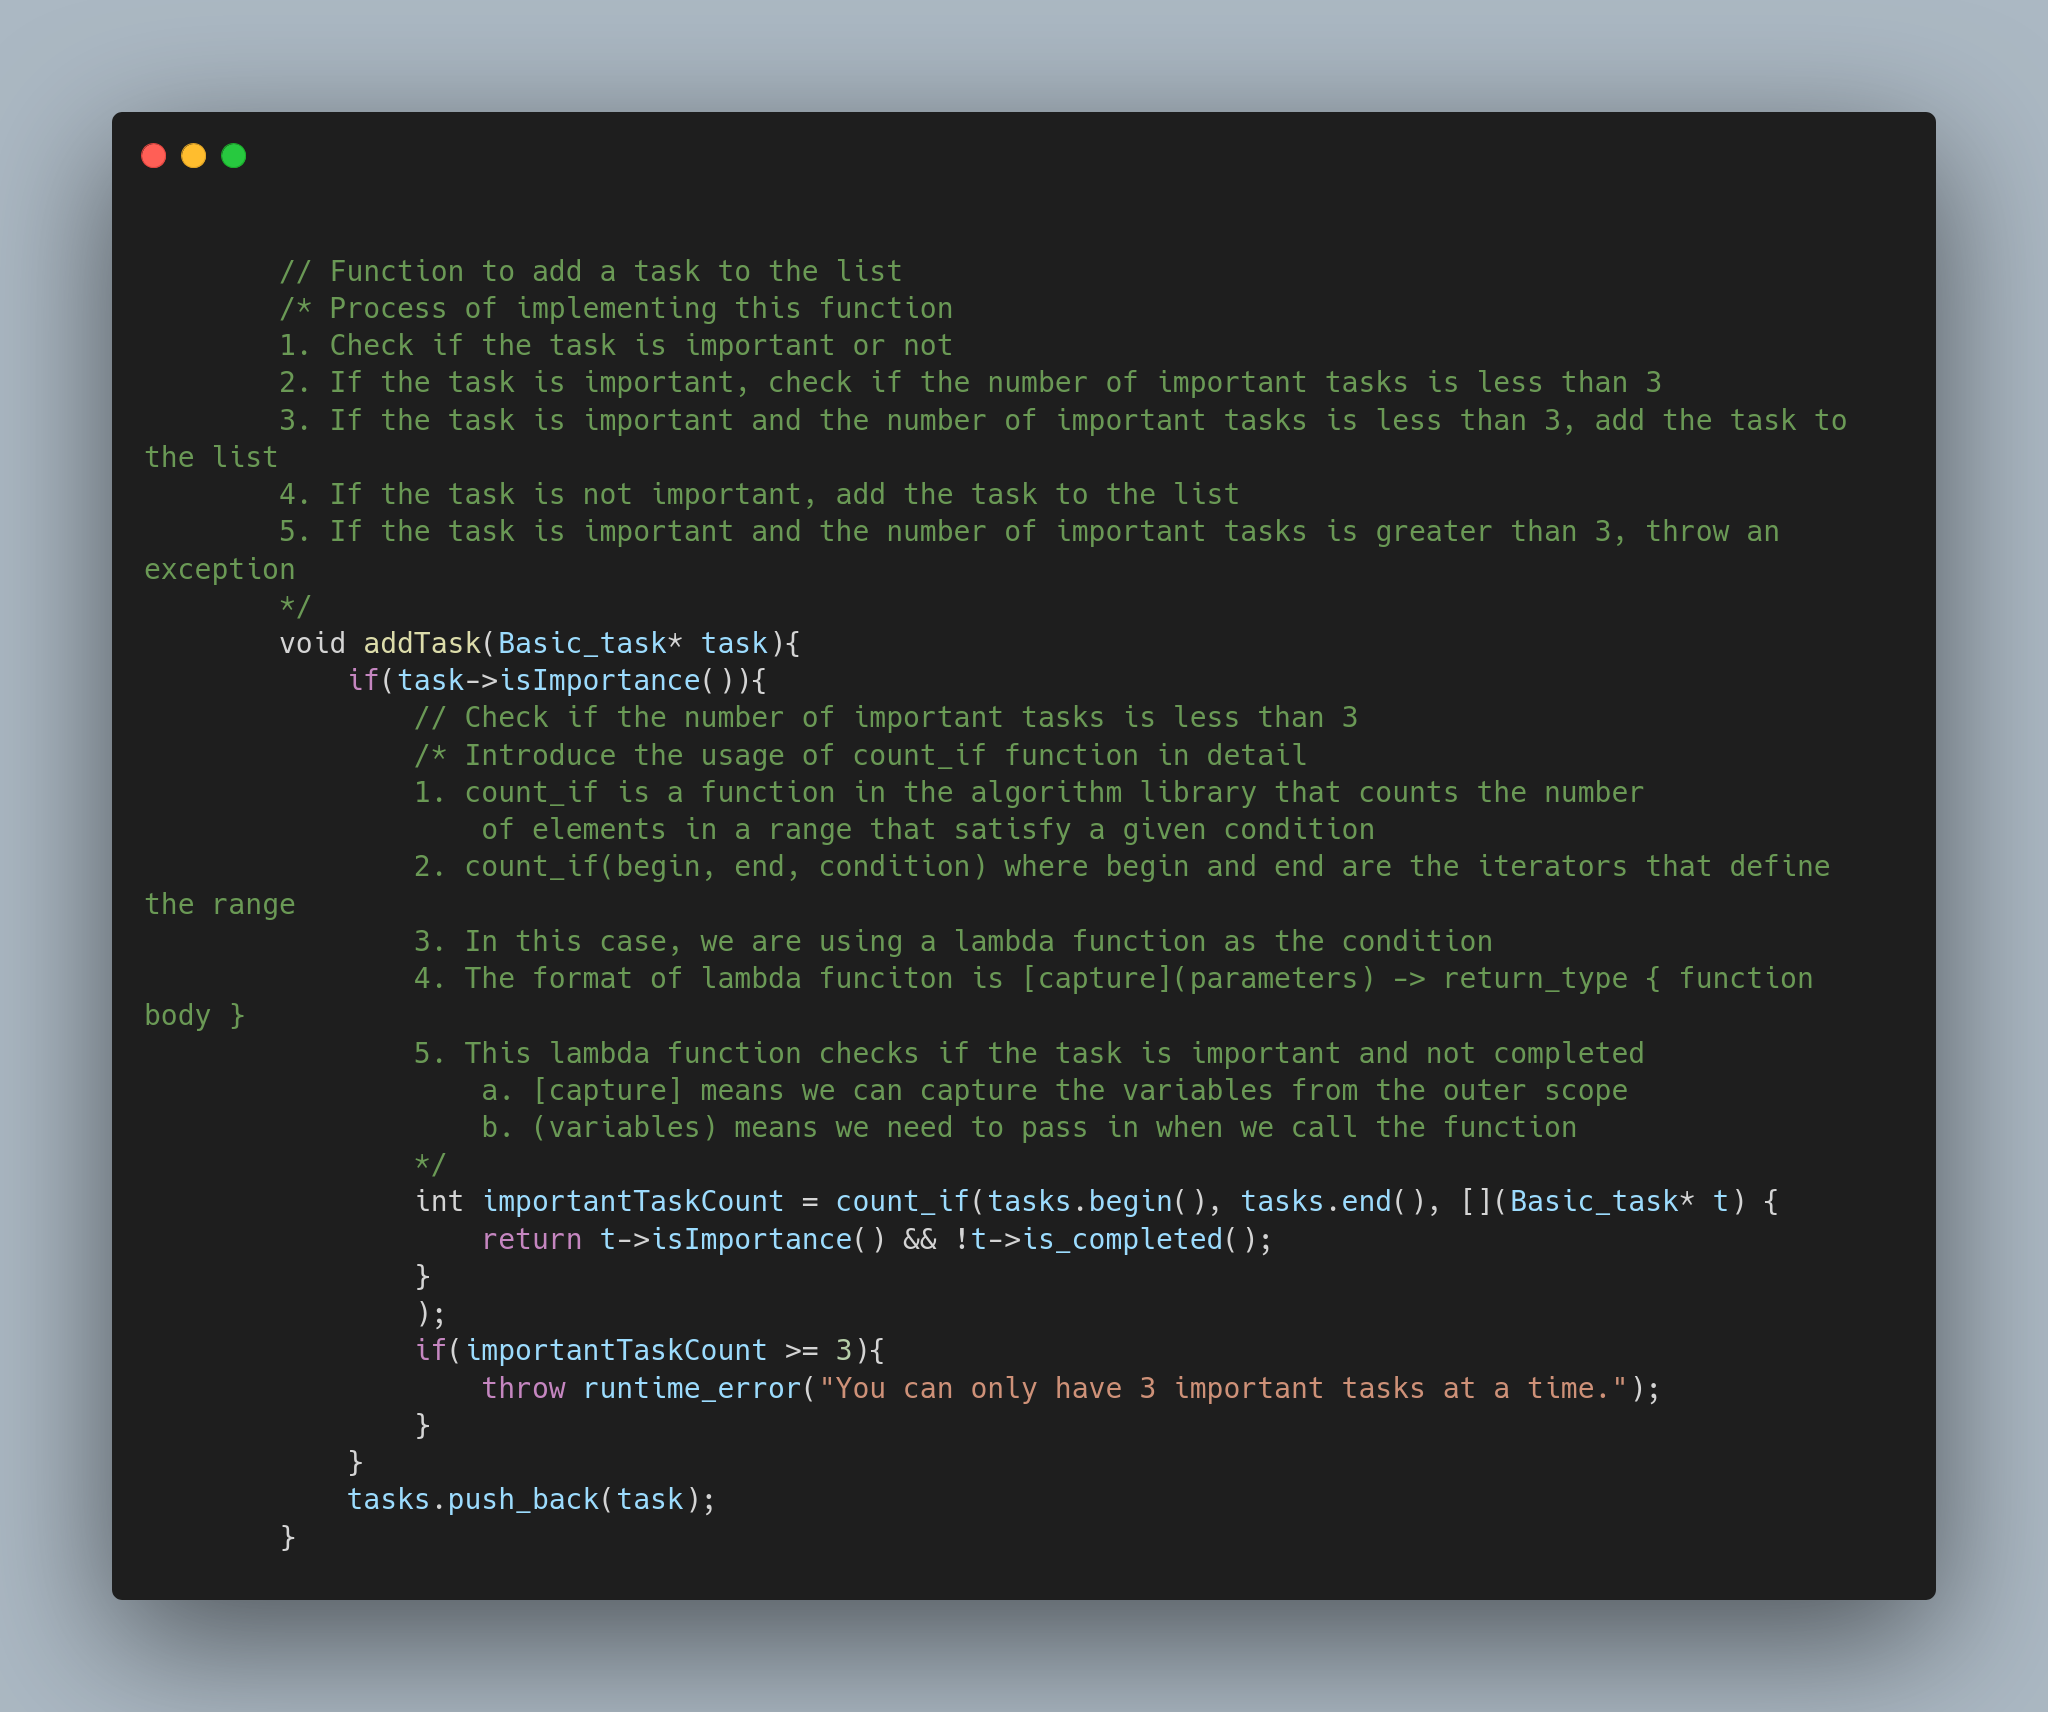 // Function to add a task to the list
/* Process of implementing this function
1. Check if the task is important or not
2. If the task is important, check if the number of important tasks is less than 3
3. If the task is important and the number of important tasks is less than 3, add the task to
the list
4. If the task is not important, add the task to the list
5. If the task is important and the number of important tasks is greater than 3, throw an
exception
*/
void addTask(Basic_task* task){
if(task->isImportance()){
// Check if the number of important tasks is less than 3
/* Introduce the usage of count_if function in detail
1. count_if is a function in the algorithm library that counts the number
of elements in a range that satisfy a given condition
2. count_if(begin, end, condition) where begin and end are the iterators that define
the range
3. In this case, we are using a lambda function as the condition
4. The format of lambda funciton is [capture](parameters) -> return_type { function
body }
5. This lambda function checks if the task is important and not completed
a. [capture] means we can capture the variables from the outer scope
b. (variables) means we need to pass in when we call the function
*/
int importantTaskCount = count_if(tasks.begin(), tasks.end(), [](Basic_task* t) {
return t->isImportance() && !t->is_completed();
}
);
if(importantTaskCount >= 3){
throw runtime_error("You can only have 3 important tasks at a time.");
}
}
tasks.push_back(task);
}